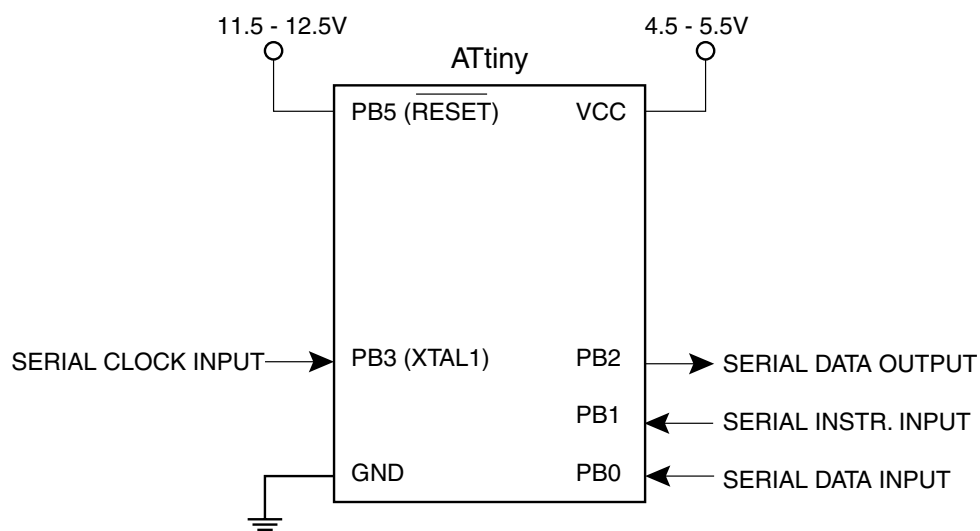 11.5 - 12.5V
4.5 - 5.5V
ATtiny
PB5 (RESET)
VCC
SERIAL CLOCK INPUT
PB3 (XTAL1)
PB2
SERIAL DATA OUTPUT
PB1
SERIAL INSTR. INPUT
GND
PB0
SERIAL DATA INPUT